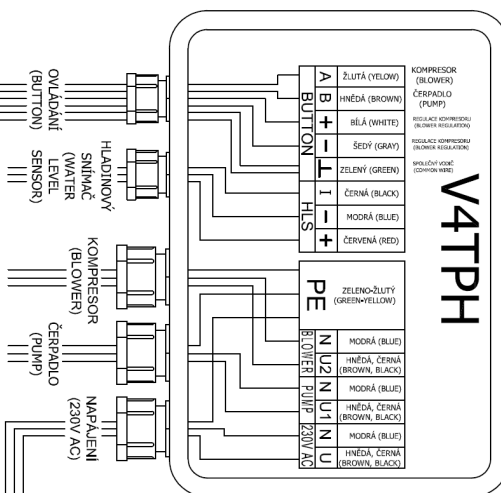 V4TPH
A
ŽLUTÁ (YELOW)
KOMPRESOR
(BLOWER)
B
HNĚDÁ (BROWN)
ČERPADLO
(PUMP)
+
BÍLÁ (WHITE)
REGULACE KOMPRESORU
(BLOWER REGULATION)
−
ŠEDÝ (GRAY)
REGULACE KOMPRESORU
(BLOWER REGULATION)
⊥
ZELENÝ (GREEN)
SPOLEČNÝ VODIČ
(COMMON WIRE)
BUTTON
I
ČERNÁ (BLACK)
−
MODRÁ (BLUE)
+
ČERVENÁ (RED)
HLS
PE
ZELENO-ŽLUTÝ
(GREEN-YELLOW)
BLOWER
N
MODRÁ (BLUE)
U2
HNĚDÁ, ČERNÁ
(BROWN, BLACK)
PUMP
N
MODRÁ (BLUE)
U1
HNĚDÁ, ČERNÁ
(BROWN, BLACK)
230V AC
N
MODRÁ (BLUE)
U
HNĚDÁ, ČERNÁ
(BROWN, BLACK)
OVLÁDÁNÍ
(BUTTON)
HLADINOVÝ
SNÍMAČ
(WATER
LEVEL
SENSOR)
KOMPRESOR
(BLOWER)
ČERPADLO
(PUMP)
NAPÁJENÍ
(230V AC)